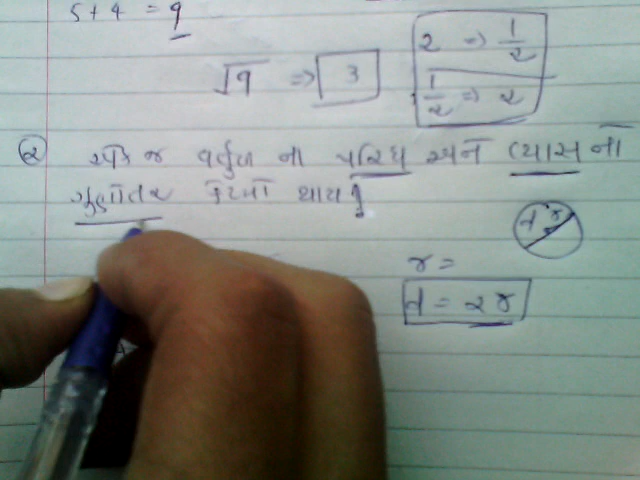 5 + 4 = 9
√9 => 3
2 => 1/2
1/2 => 2
૨ એક જ વર્તુળ ના પરિઘ અને વ્યાસ નો
ગુણોતર કેટલો થાય?
d r
r =
d = 2r